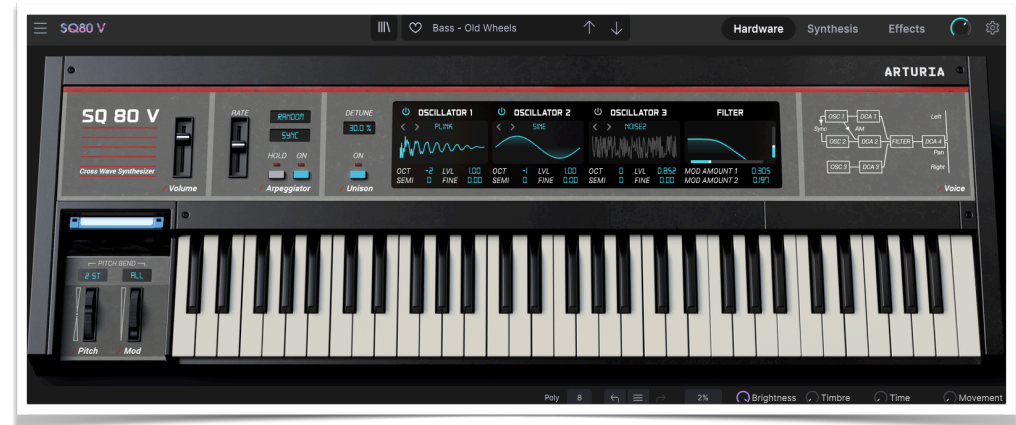 SQ80 V
Bass - Old Wheels
Hardware
Synthesis
Effects
ARTURIA
SQ 80 V
Cross Wave Synthesizer
Volume
RATE
RANDOM
SYNC
HOLD ON
Arpeggiator
DETUNE
30.0 %
ON
Unison
OSCILLATOR 1
PLINK
OCT -2 LVL 1.00
SEMI 0 FINE 0.00
OSCILLATOR 2
SINE
OCT -1 LVL 1.00
SEMI 0 FINE 0.00
OSCILLATOR 3
NOISE2
OCT 0 LVL 0.852
SEMI 0 FINE 0.00
FILTER
MOD AMOUNT 1 0.305
MOD AMOUNT 2 0.197
OSC 1 DCA 1 Left
Sync AM
OSC 2 DCA 2 FILTER DCA 4
Pan
OSC 3 DCA 3 Right
Voice
PITCH BEND
2 ST ALL
Pitch Mod
Poly 8
2%
Brightness
Timbre
Time
Movement